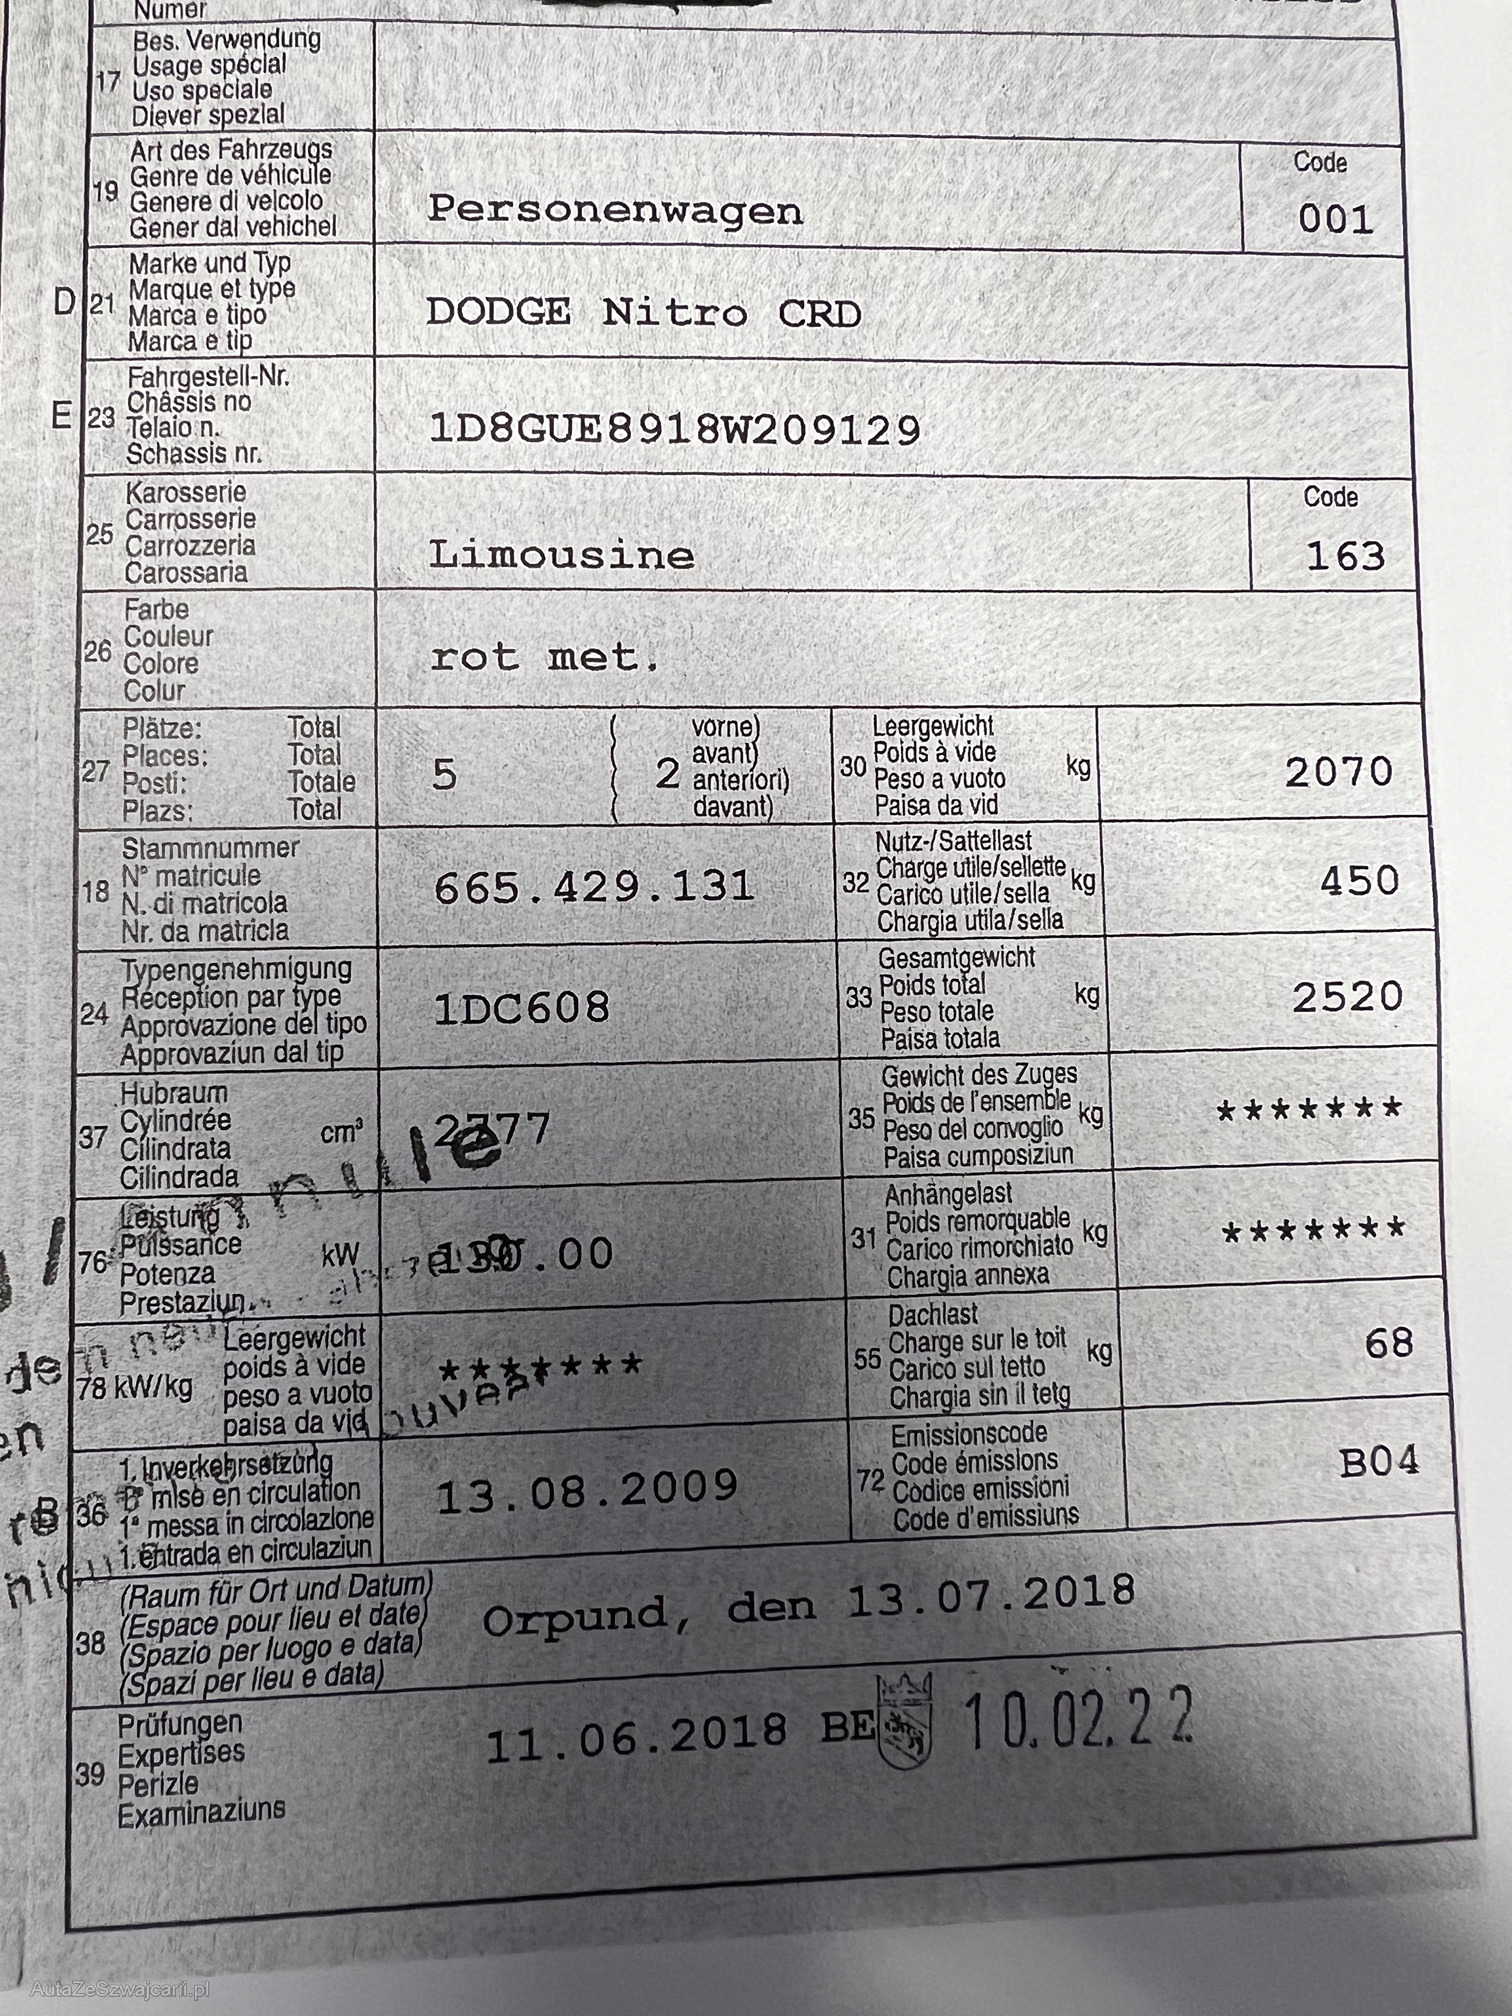 Numer
17
Bes. Verwendung
Usage spécial
Uso speciale
Diever spezial
19
Art des Fahrzeugs
Genre de véhicule
Genere di veicolo
Gener dal vehichel
Personenwagen
Code
001
D 21
Marke und Typ
Marque et type
Marca e tipo
Marca e tip
DODGE Nitro CRD
E 23
Fahrgestell-Nr.
Châssis no
Telaio n.
Schassis nr.
1D8GUE8918W209129
25
Karosserie
Carrosserie
Carrozzeria
Carossaria
Limousine
Code
163
26
Farbe
Couleur
Colore
Colur
rot met.
27
Plätze: Total
Places: Total
Posti: Totale
Plazs: Total
5
2
vorne)
avant)
anteriori)
davant)
30
Leergewicht
Poids à vide
Peso a vuoto
Paisa da vid
kg
2070
18
Stammnummer
N° matricule
N. di matricola
Nr. da matricla
665.429.131
32
Nutz-/Sattellast
Charge utile/sellette
Carico utile/sella
Chargia utila/sella
kg
450
24
Typengenehmigung
Réception par type
Approvazione del tipo
Approvaziun dal tip
1DC608
33
Gesamtgewicht
Poids total
Peso totale
Paisa totala
kg
2520
37
Hubraum
Cylindrée
Cilindrata
Cilindrada
cm³
2777
35
Gewicht des Zuges
Poids de l'ensemble
Peso del convoglio
Paisa cumposiziun
kg
*******
76
Leistung
Puissance
Potenza
Prestaziun
kW
130.00
31
Anhängelast
Poids remorquable
Carico rimorchiato
Chargia annexa
kg
*******
78 kW/kg
Leergewicht
poids à vide
peso a vuoto
paisa da vid
*******
55
Dachlast
Charge sur le toit
Carico sul tetto
Chargia sin il tetg
kg
68
B 36
1. Inverkehrsetzung
1re mise en circulation
1a messa in circolazione
1. entrada en circulaziun
13.08.2009
72
Emissionscode
Code émissions
Codice emissioni
Code d'emissiuns
B04
38
(Raum für Ort und Datum)
(Espace pour lieu et date)
(Spazio per luogo e data)
(Spazi per lieu e data)
Orpund, den 13.07.2018
39
Prüfungen
Expertises
Perizie
Examinaziuns
11.06.2018 BE
10.02.22
AutaZeSzwajcarii.pl